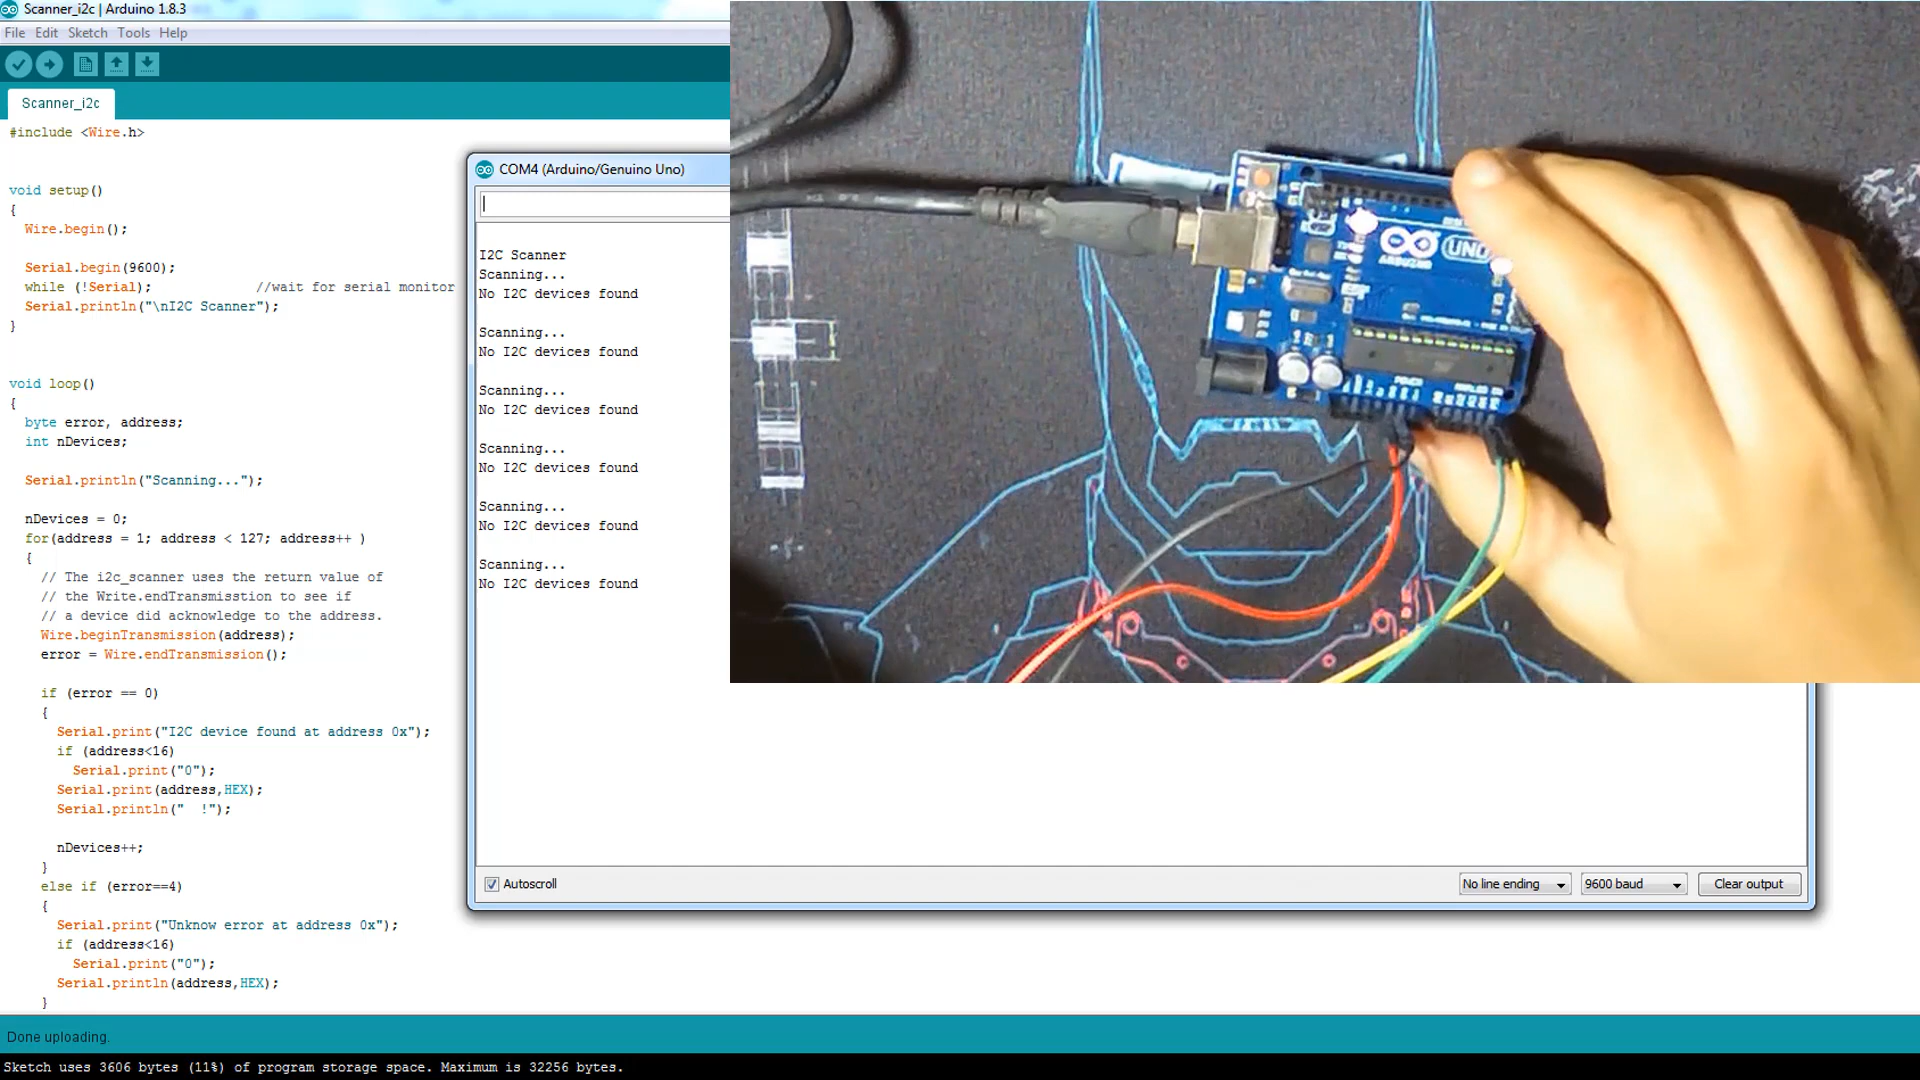 Scanner_i2c | Arduino 1.8.3
File Edit Sketch Tools Help
Scanner_i2c
#include <Wire.h>
void setup()
{
Wire.begin();
Serial.begin(9600);
while (!Serial); //wait for serial monitor
Serial.println("\nI2C Scanner");
}
void loop()
{
byte error, address;
int nDevices;
Serial.println("Scanning...");
nDevices = 0;
for(address = 1; address < 127; address++ )
{
// The i2c_scanner uses the return value of
// the Write.endTransmisstion to see if
// a device did acknowledge to the address.
Wire.beginTransmission(address);
error = Wire.endTransmission();
if (error == 0)
{
Serial.print("I2C device found at address 0x");
if (address<16)
Serial.print("0");
Serial.print(address,HEX);
Serial.println("  !");
nDevices++;
}
else if (error==4)
{
Serial.print("Unknow error at address 0x");
if (address<16)
Serial.print("0");
Serial.println(address,HEX);
}
Done uploading.
Sketch uses 3606 bytes (11%) of program storage space. Maximum is 32256 bytes.
COM4 (Arduino/Genuino Uno)
I2C Scanner
Scanning...
No I2C devices found
Scanning...
No I2C devices found
Scanning...
No I2C devices found
Scanning...
No I2C devices found
Scanning...
No I2C devices found
Scanning...
No I2C devices found
Autoscroll
No line ending
9600 baud
Clear output
UNO
ARDUINO
POWER